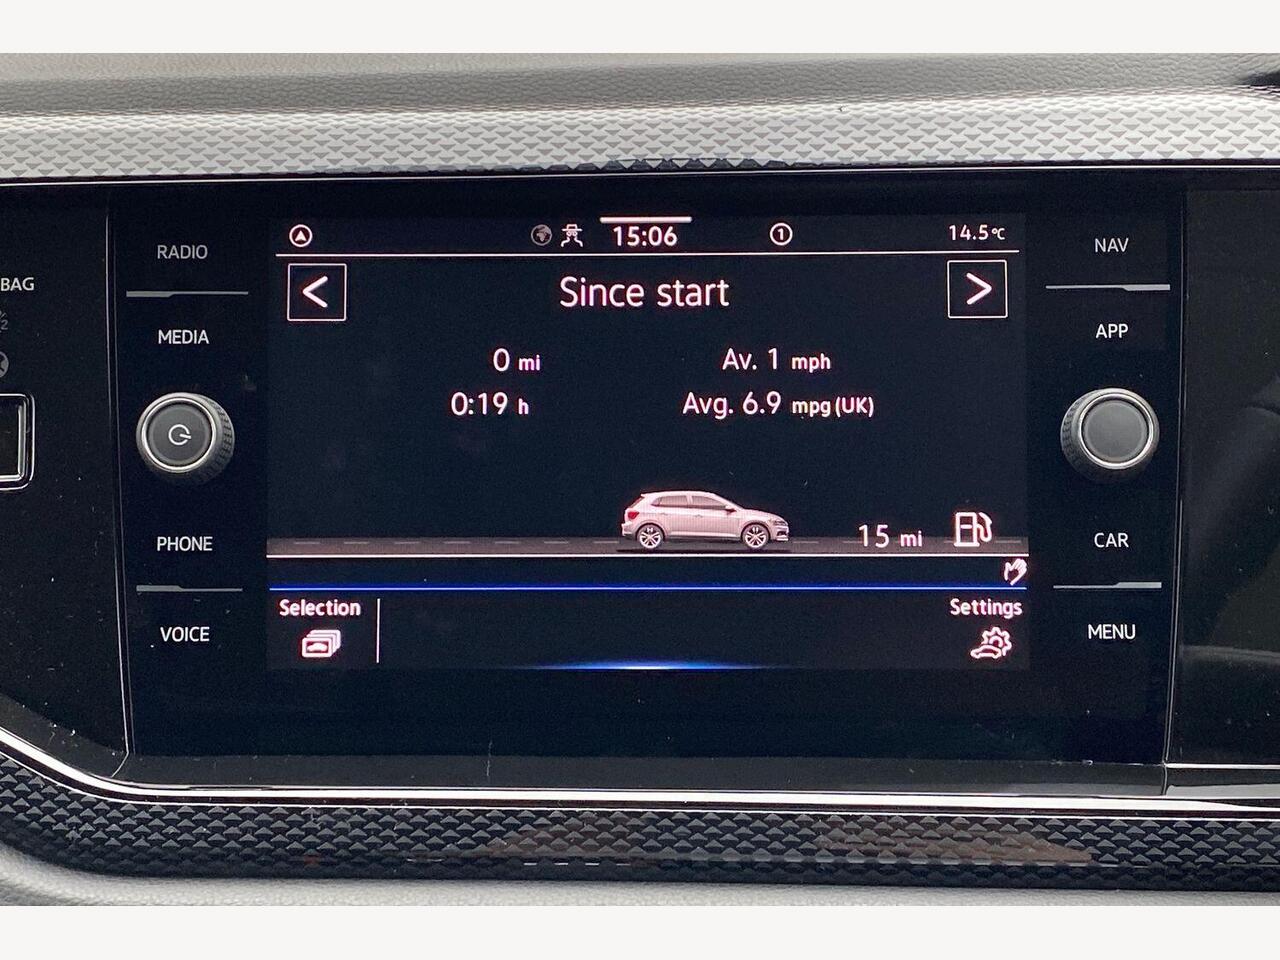 RADIO
MEDIA
PHONE
VOICE
BAG
15:06
1
14.5°C
<
Since start
>
0 mi
Av. 1 mph
0:19 h
Avg. 6.9 mpg (UK)
15 mi
Selection
Settings
NAV
APP
CAR
MENU